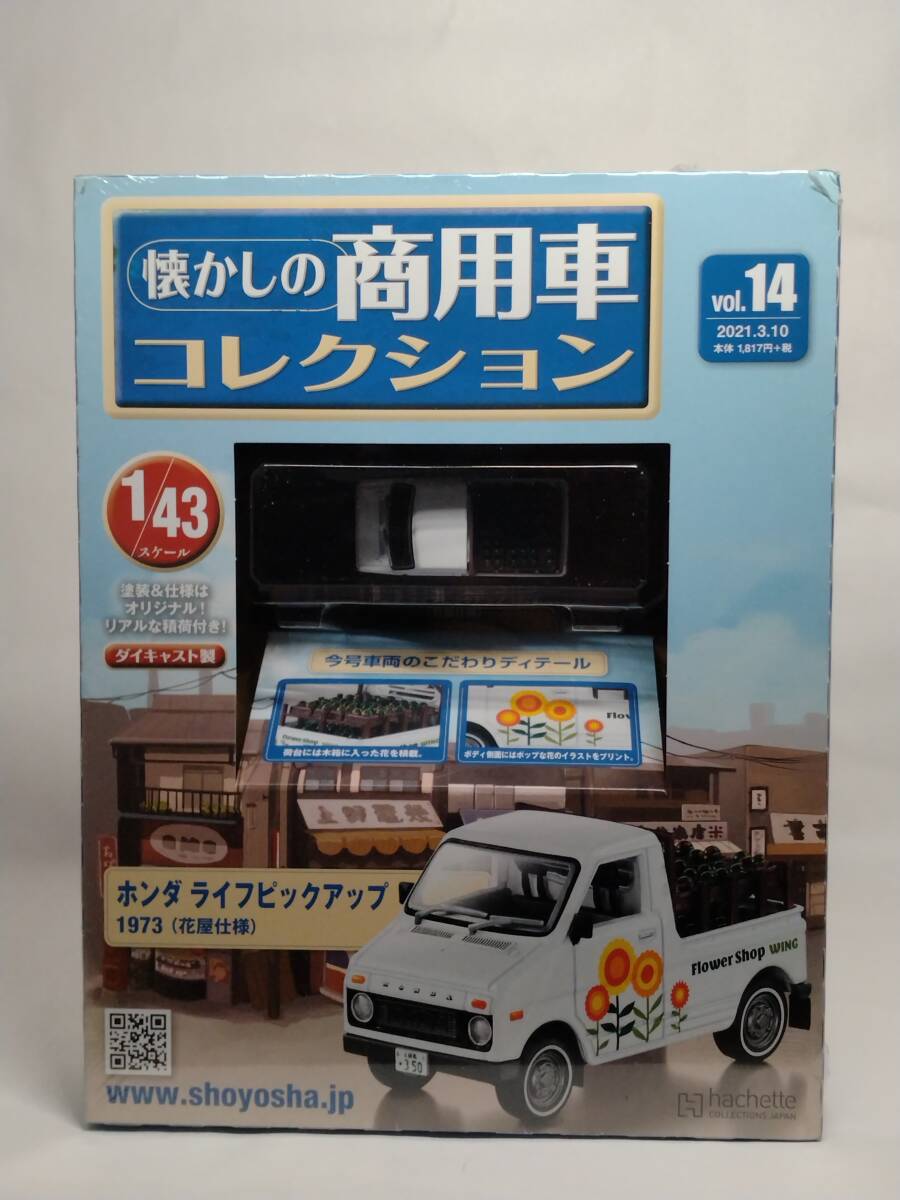 懐かしの商用車
コレクション
vol.14
2021.3.10
本体 1,817円+税
1/43
スケール
塗装&仕様は
オリジナル!
リアルな積荷付き!
ダイキャスト製
今号車両のこだわりディテール
荷台には木箱に入った花を積載。
ボディ側面にはポップな花のイラストをプリント。
ホンダ ライフピックアップ
1973(花屋仕様)
Flower Shop WING
HONDA
350
www.shoyosha.jp
hachette
COLLECTIONS JAPAN